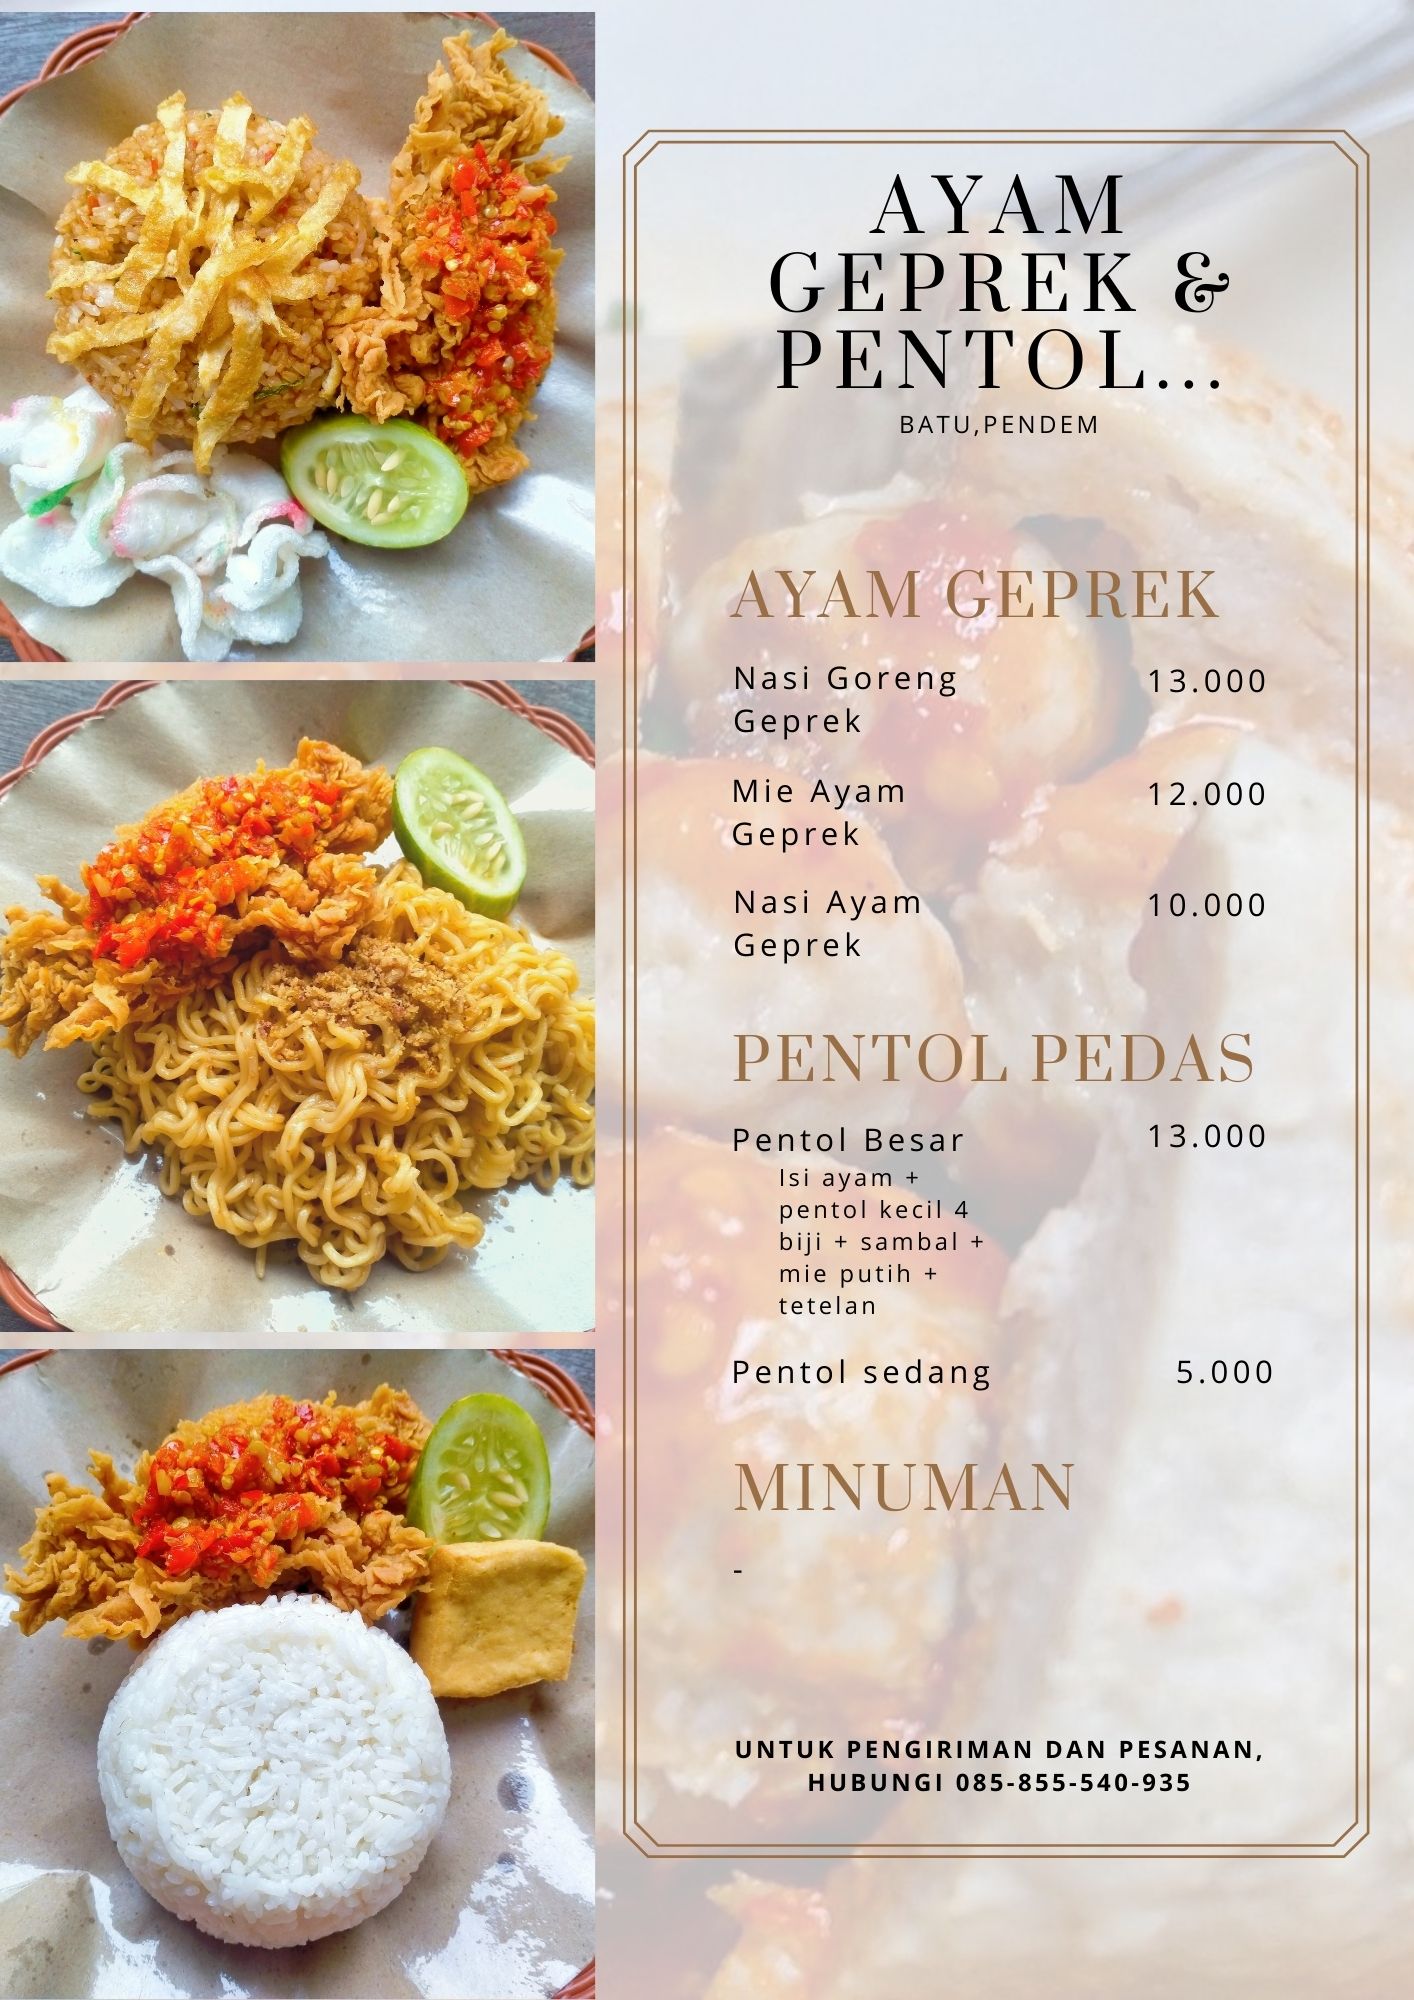 AYAM
GEPREK &
PENTOL...
BATU,PENDEM
AYAM GEPREK
Nasi Goreng 13.000
Geprek
Mie Ayam 12.000
Geprek
Nasi Ayam 10.000
Geprek
PENTOL PEDAS
Pentol Besar 13.000
Isi ayam +
pentol kecil 4
biji + sambal +
mie putih +
tetelan
Pentol sedang 5.000
MINUMAN
-
UNTUK PENGIRIMAN DAN PESANAN,
HUBUNGI 085-855-540-935